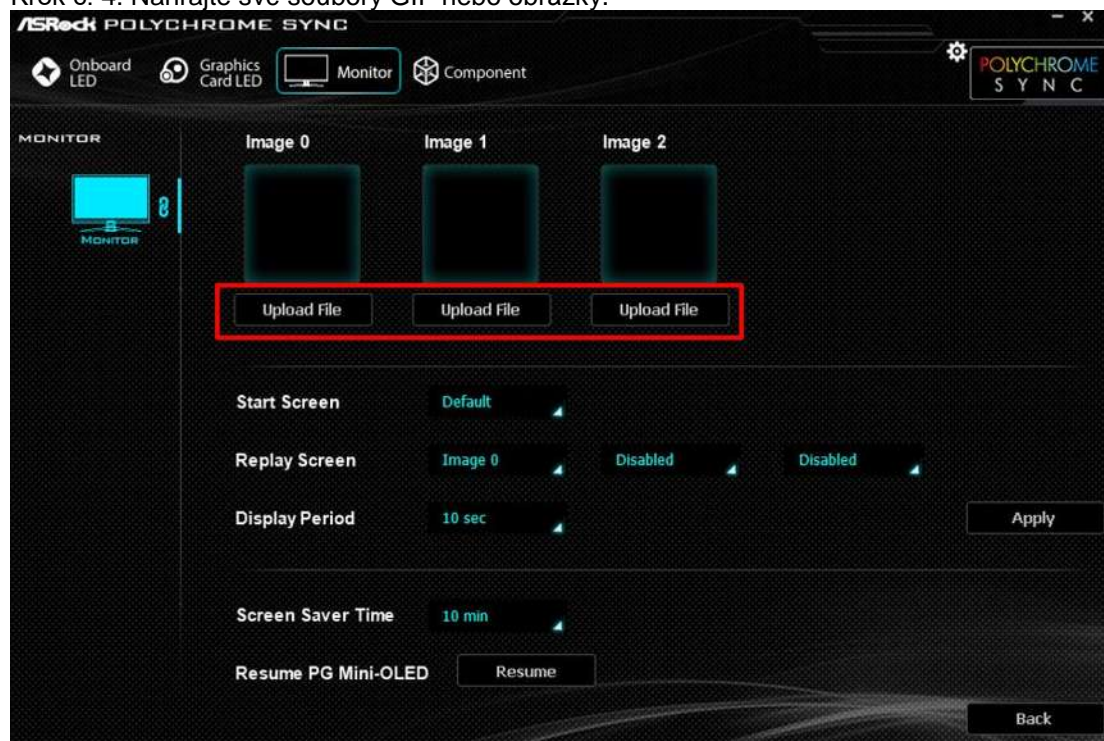 Krok č. 4. Nahrajte své soubory GIF nebo obrázky.
ASRock POLYCHROME SYNC
Onboard LED
Graphics Card LED
Monitor
Component
POLYCHROME
SYNC
MONITOR
Image 0 Image 1 Image 2
MONITOR
Upload File Upload File Upload File
Start Screen Default
Replay Screen Image 0 Disabled Disabled
Display Period 10 sec
Apply
Screen Saver Time 10 min
Resume PG Mini-OLED Resume
Back